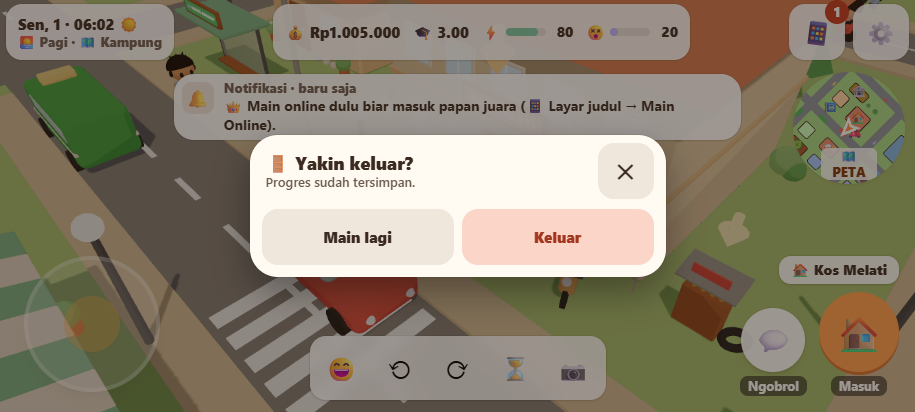 Sen, 1 · 06:02
Pagi · Kampung
Rp1.005.000
3.00
80
20
1
Notifikasi · baru saja
Main online dulu biar masuk papan juara ( Layar judul → Main
Online).
PETA
Yakin keluar?
Progres sudah tersimpan.
Main lagi
Keluar
Kos Melati
Ngobrol
Masuk